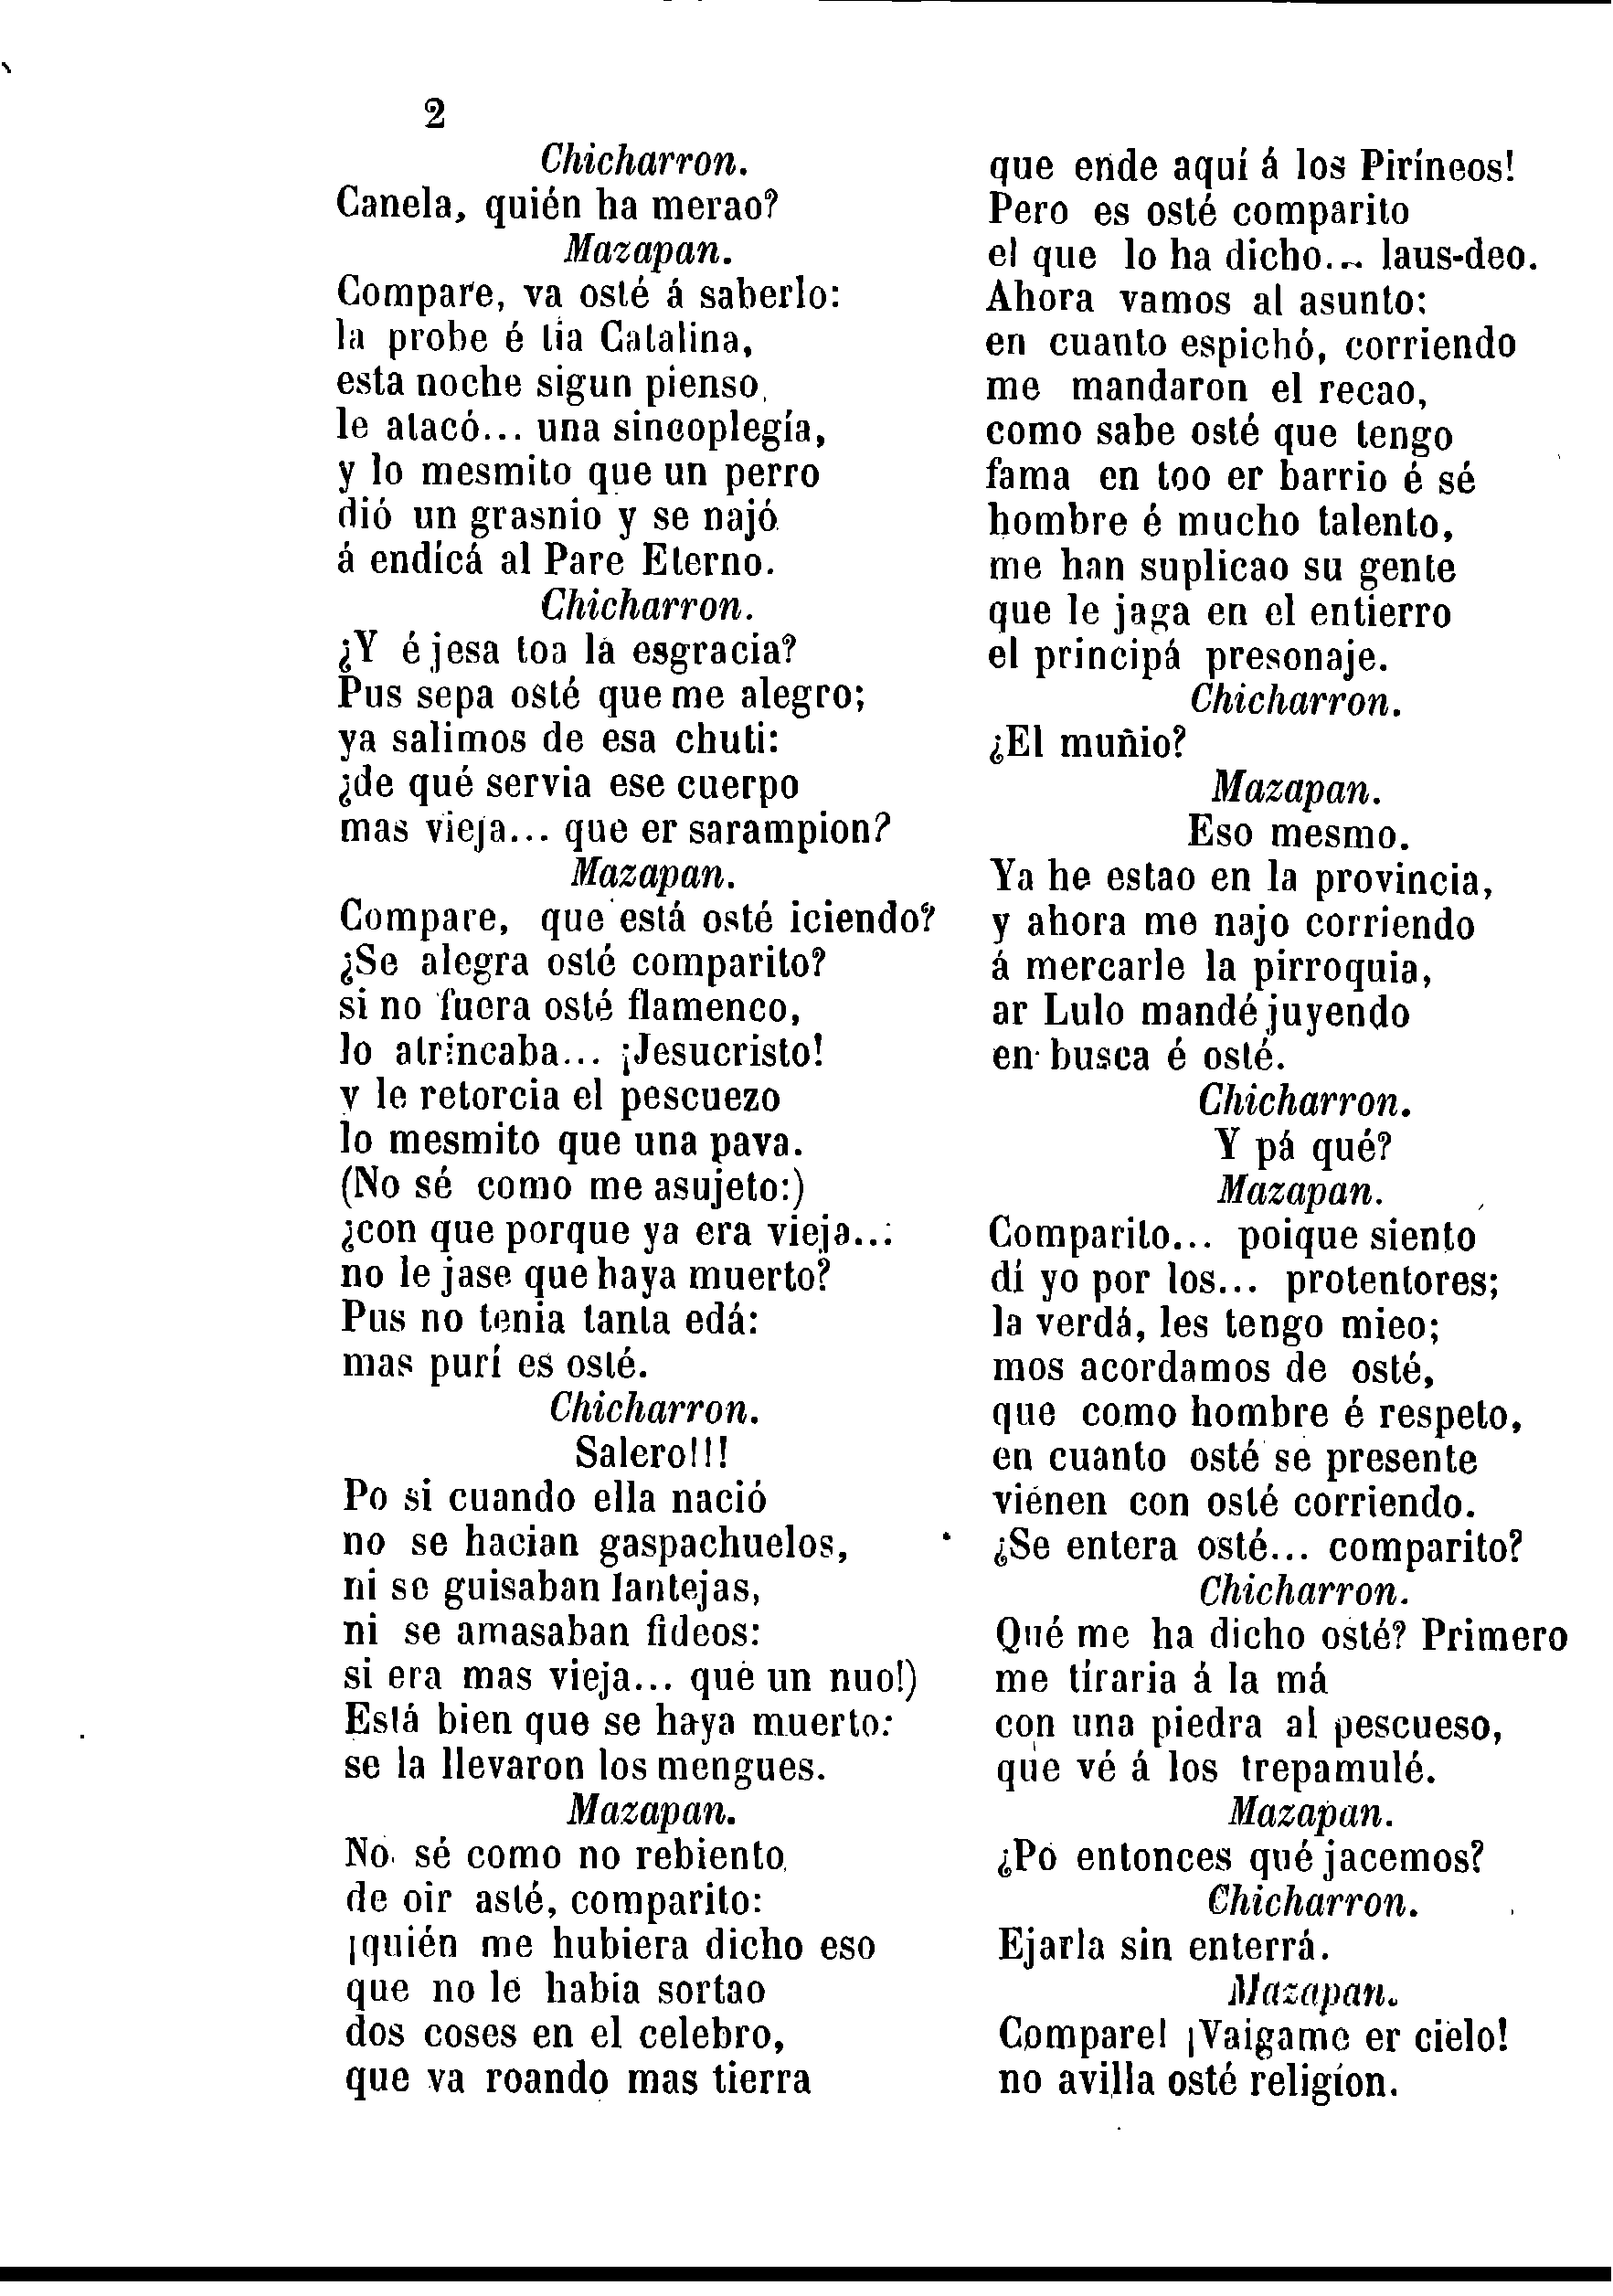 2
Chicharron.
Canela, quién ha merao?
Mazapan.
Compare, va osté á saberlo:
la probe é tia Catalina,
esta noche sigun pienso,
le atacó... una sincoplegía,
y lo mesmito que un perro
dió un grasnio y se najó
á endicá al Pare Eterno.
Chicharron.
¿Y é jesa toa la esgracia?
Pus sepa osté que me alegro;
ya salimos de esa chuti:
¿de qué servia ese cuerpo
mas vieja... que er sarampion?
Mazapan.
Compare, que está osté iciendo?
¿Se alegra osté comparito?
si no fuera osté flamenco,
lo atrincaba... ¡Jesucristo!
y le retorcia el pescuezo
lo mesmito que una pava.
(No sé como me asujeto:)
¿con que porque ya era vieja...
no le jase que haya muerto?
Pus no tenia tanta edá:
mas purí es osté.
Chicharron.
Salero!!!
Po si cuando ella nació
no se hacian gaspachuelos,
ni se guisaban lantejas,
ni se amasaban fideos:
si era mas vieja... que un nuo!)
Está bien que se haya muerto:
se la llevaron los mengues.
Mazapan.
No sé como no rebiento
de oir asté, comparito:
¡quién me hubiera dicho eso
que no le habia sortao
dos coses en el celebro,
que va roando mas tierra
que ende aquí á los Piríneos!
Pero es osté comparito
el que lo ha dicho... laus-deo.
Ahora vamos al asunto:
en cuanto espichó, corriendo
me mandaron el recao,
como sabe osté que tengo
fama en too er barrio é sé
hombre é mucho talento,
me han suplicao su gente
que le jaga en el entierro
el principá presonaje.
Chicharron.
¿El muñio?
Mazapan.
Eso mesmo.
Ya he estao en la provincia,
y ahora me najo corriendo
á mercarle la pirroquia,
ar Lulo mandé juyendo
en busca é osté.
Chicharron.
Y pá qué?
Mazapan.
Comparito... poique siento
dí yo por los... protentores;
la verdá, les tengo mieo;
mos acordamos de osté,
que como hombre é respeto,
en cuanto osté se presente
viénen con osté corriendo.
¿Se entera osté... comparito?
Chicharron.
Qué me ha dicho osté? Primero
me tíraria á la má
con una piedra al pescueso,
que vé á los trepamulé.
Mazapan.
¿Po entonces qué jacemos?
Chicharron.
Ejarla sin enterrá.
Mazapan.
Compare! ¡Vaigame er cielo!
no avilla osté religíon.